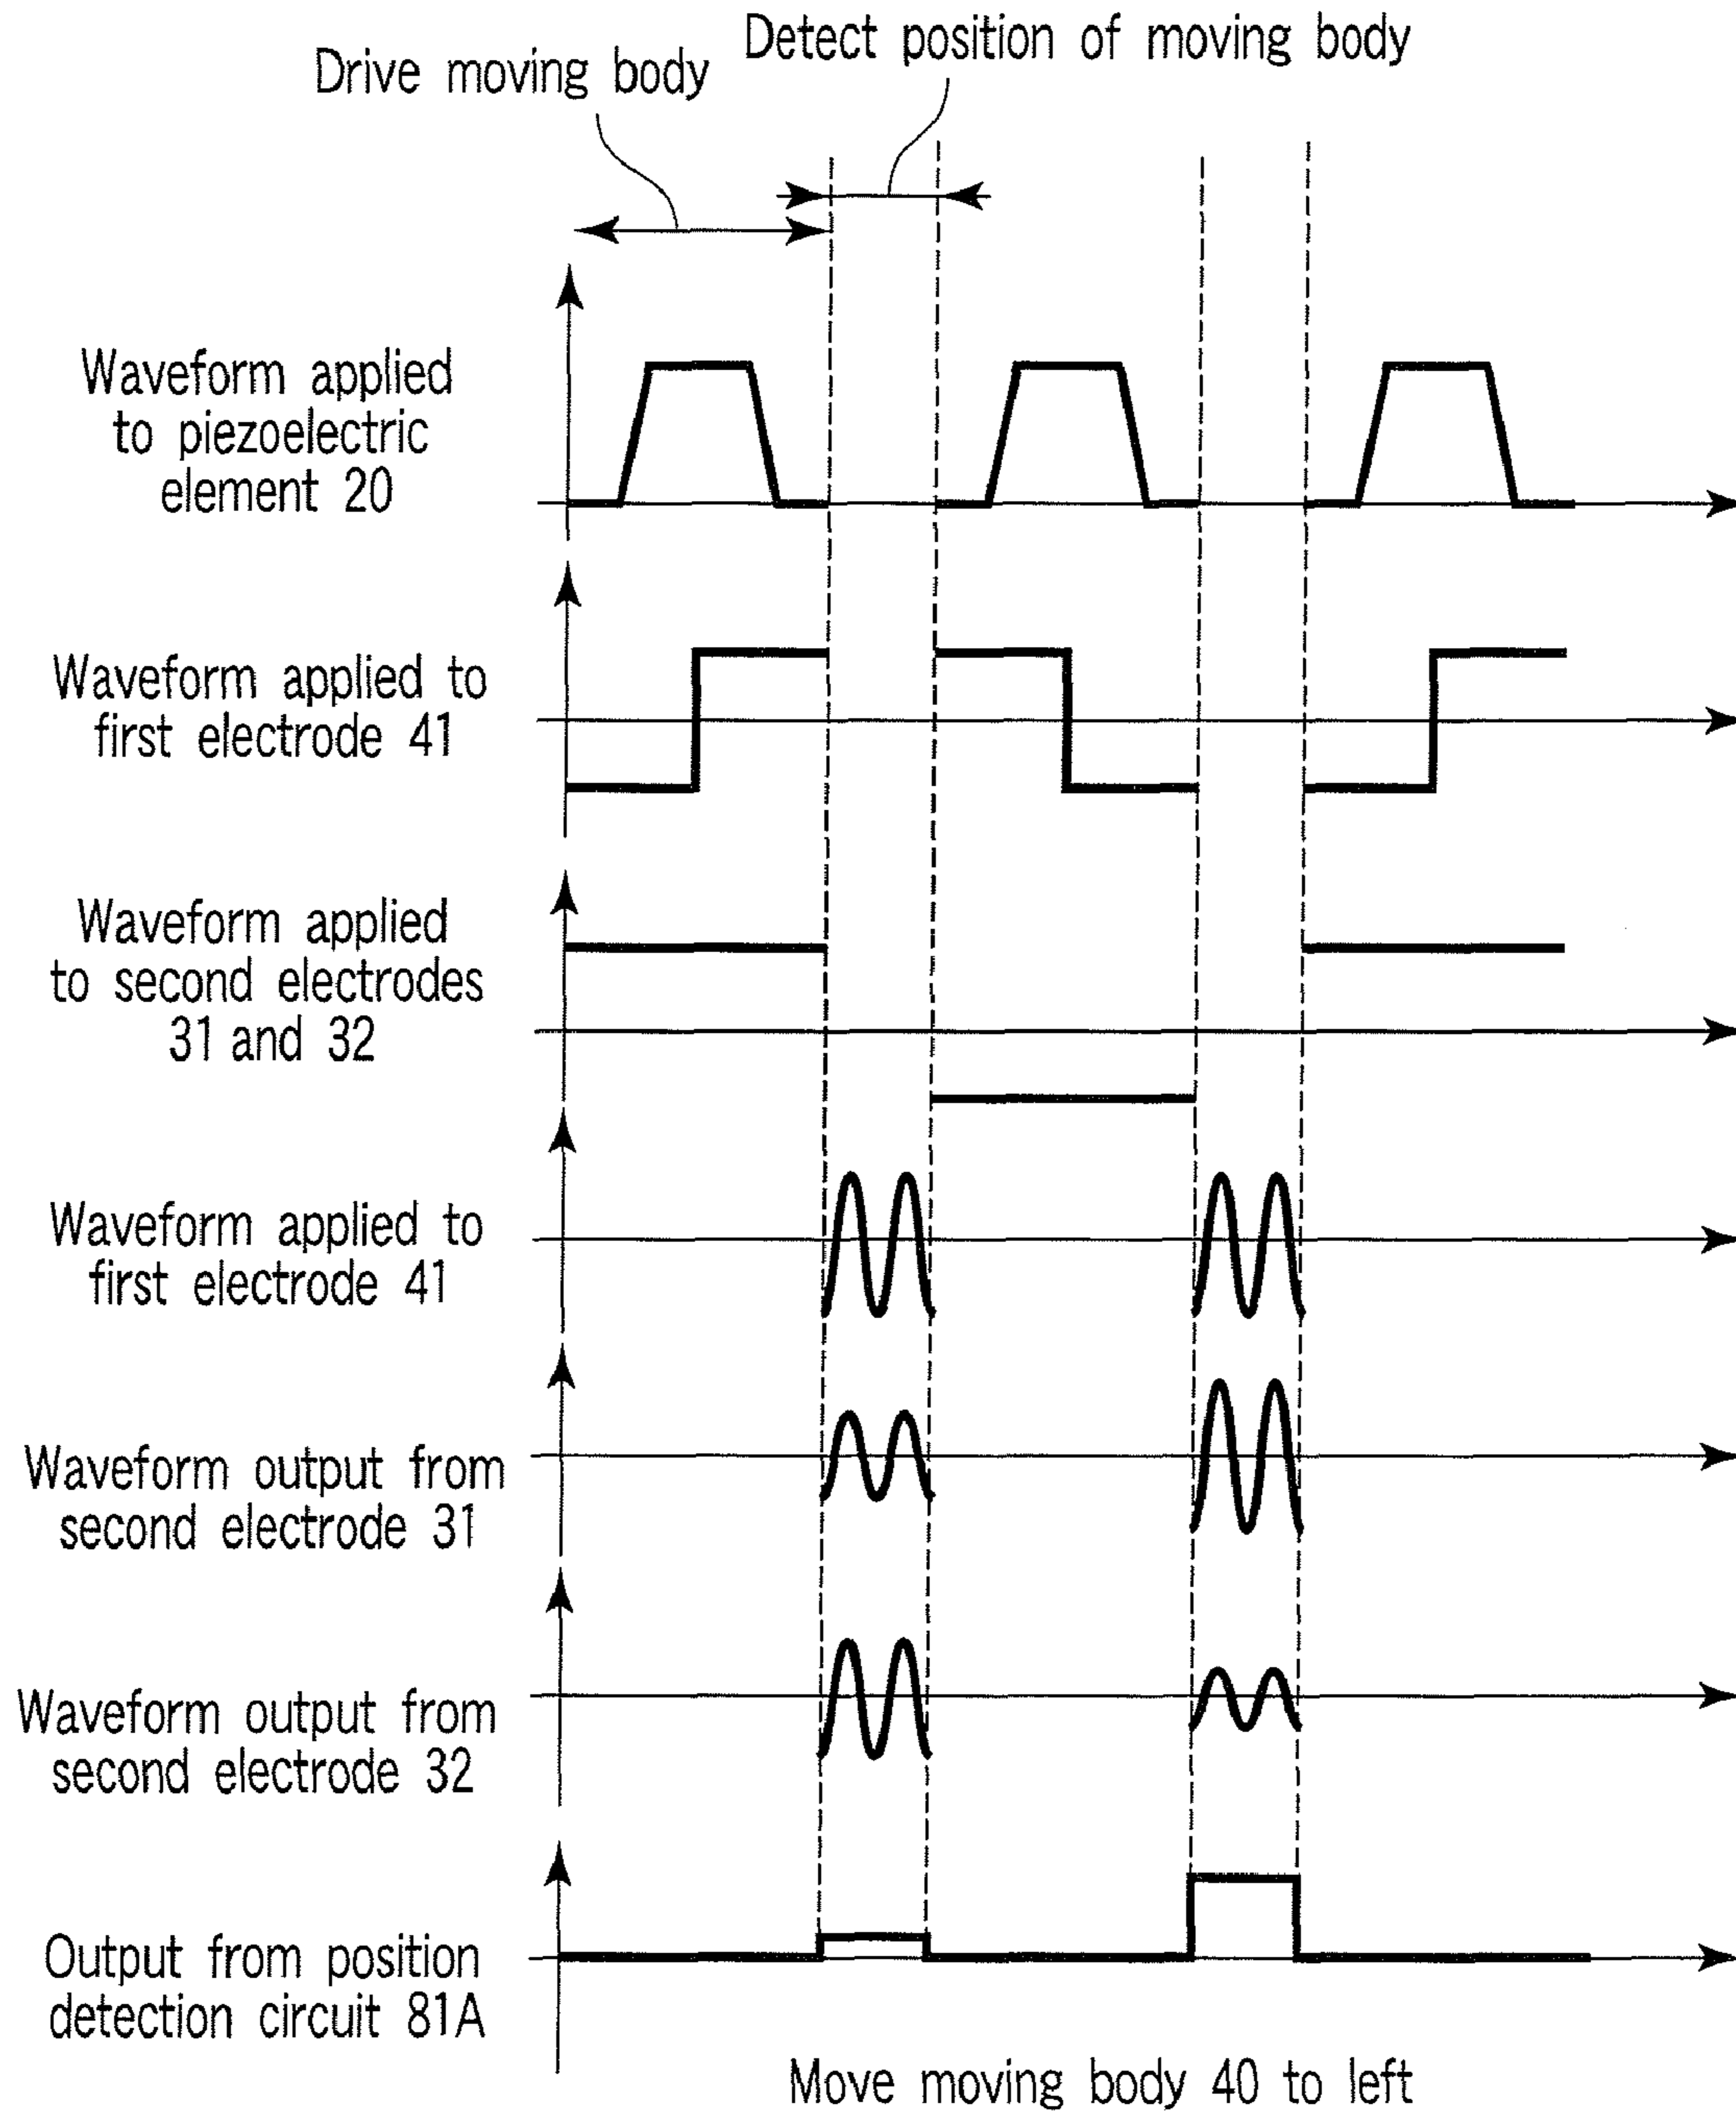 Detect position of moving body
Drive moving body
Waveform applied
to piezoelectric
element 20
Waveform applied to
first electrode 41
Waveform applied
to second electrodes
31 and 32
Waveform applied to
first electrode 41
Waveform output from
second electrode 31
Waveform output from
second electrode 32
Output from position
detection circuit 81A
Move moving body 40 to left